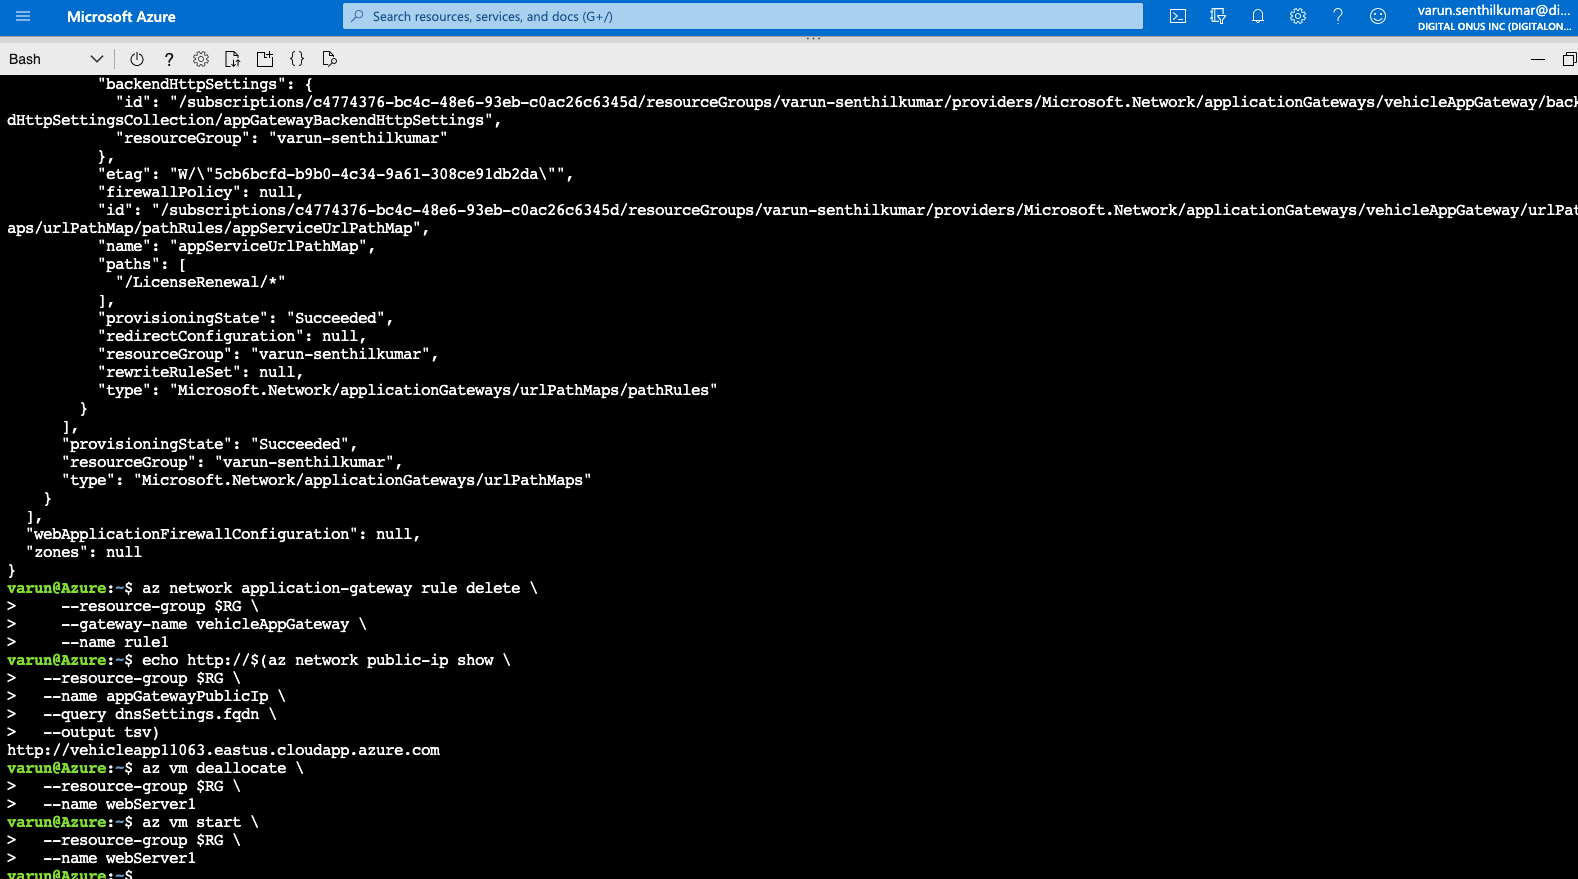 Microsoft Azure
Search resources, services, and docs (G+/)
varun.senthilkumar@di...
DIGITAL ONUS INC (DIGITALON...
Bash
"backendHttpSettings": {
"id": "/subscriptions/c4774376-bc4c-48e6-93eb-c0ac26c6345d/resourceGroups/varun-senthilkumar/providers/Microsoft.Network/applicationGateways/vehicleAppGateway/back
dHttpSettingsCollection/appGatewayBackendHttpSettings",
"resourceGroup": "varun-senthilkumar"
},
"etag": "W/\"5cb6bcfd-b9b0-4c34-9a61-308ce91db2da\"",
"firewallPolicy": null,
"id": "/subscriptions/c4774376-bc4c-48e6-93eb-c0ac26c6345d/resourceGroups/varun-senthilkumar/providers/Microsoft.Network/applicationGateways/vehicleAppGateway/urlPat
aps/urlPathMap/pathRules/appServiceUrlPathMap",
"name": "appServiceUrlPathMap",
"paths": [
"/LicenseRenewal/*"
],
"provisioningState": "Succeeded",
"redirectConfiguration": null,
"resourceGroup": "varun-senthilkumar",
"rewriteRuleSet": null,
"type": "Microsoft.Network/applicationGateways/urlPathMaps/pathRules"
}
],
"provisioningState": "Succeeded",
"resourceGroup": "varun-senthilkumar",
"type": "Microsoft.Network/applicationGateways/urlPathMaps"
}
],
"webApplicationFirewallConfiguration": null,
"zones": null
}
varun@Azure:~$ az network application-gateway rule delete \
> --resource-group $RG \
> --gateway-name vehicleAppGateway \
> --name rule1
varun@Azure:~$ echo http://$(az network public-ip show \
> --resource-group $RG \
> --name appGatewayPublicIp \
> --query dnsSettings.fqdn \
> --output tsv)
http://vehicleapp11063.eastus.cloudapp.azure.com
varun@Azure:~$ az vm deallocate \
> --resource-group $RG \
> --name webServer1
varun@Azure:~$ az vm start \
> --resource-group $RG \
> --name webServer1
varun@Azure:~$